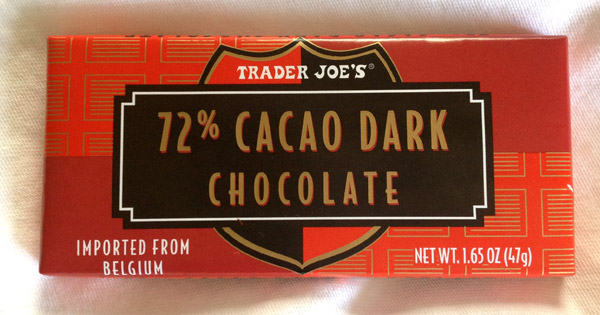 TRADER JOE'S®
72% CACAO DARK
CHOCOLATE
IMPORTED FROM
BELGIUM
NET WT. 1.65 OZ (47g)